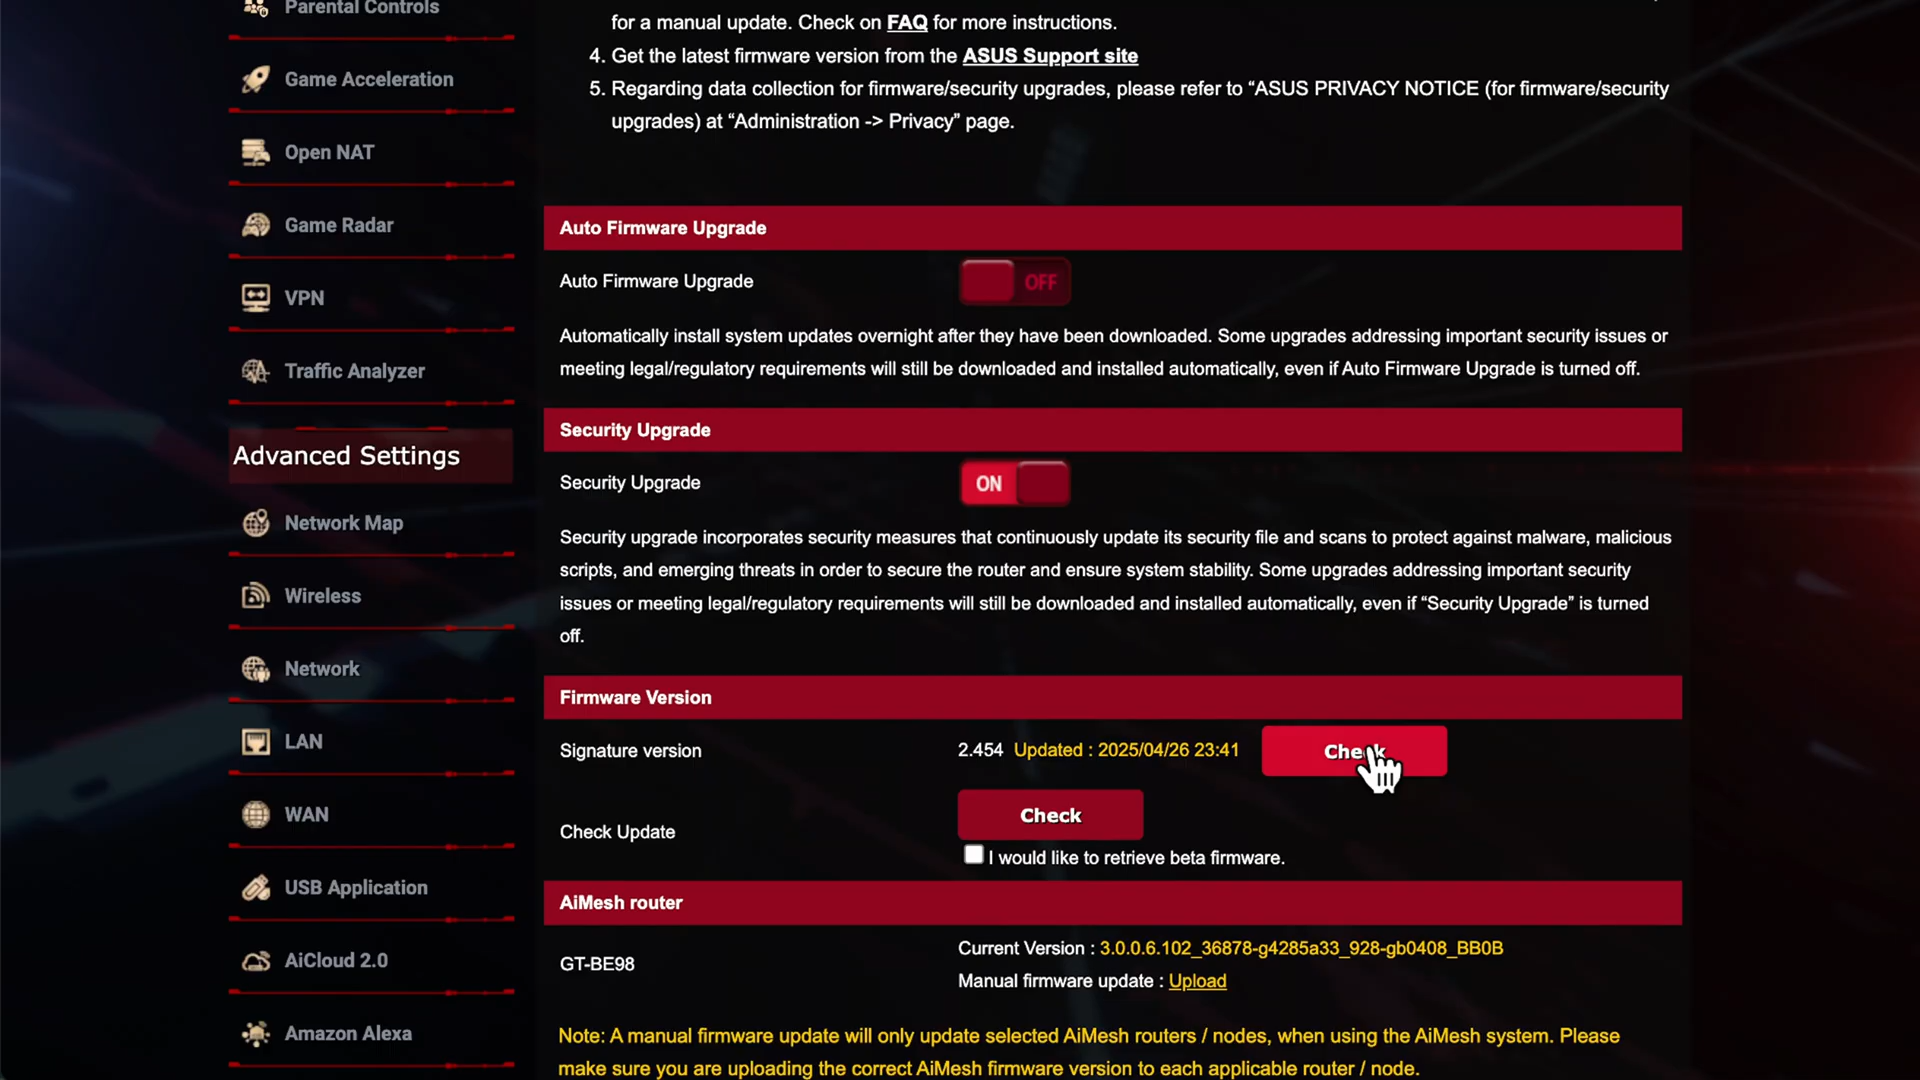 Parental Controls
Game Acceleration
Open NAT
Game Radar
VPN
Traffic Analyzer
Advanced Settings
Network Map
Wireless
Network
LAN
WAN
USB Application
AiCloud 2.0
Amazon Alexa
for a manual update. Check on FAQ for more instructions.
4. Get the latest firmware version from the ASUS Support site
5. Regarding data collection for firmware/security upgrades, please refer to “ASUS PRIVACY NOTICE (for firmware/security
upgrades) at “Administration -> Privacy” page.
Auto Firmware Upgrade
Auto Firmware Upgrade OFF
Automatically install system updates overnight after they have been downloaded. Some upgrades addressing important security issues or
meeting legal/regulatory requirements will still be downloaded and installed automatically, even if Auto Firmware Upgrade is turned off.
Security Upgrade
Security Upgrade ON
Security upgrade incorporates security measures that continuously update its security file and scans to protect against malware, malicious
scripts, and emerging threats in order to secure the router and ensure system stability. Some upgrades addressing important security
issues or meeting legal/regulatory requirements will still be downloaded and installed automatically, even if “Security Upgrade” is turned
off.
Firmware Version
Signature version 2.454 Updated : 2025/04/26 23:41 Check
Check Update Check
I would like to retrieve beta firmware.
AiMesh router
GT-BE98
Current Version : 3.0.0.6.102_36878-g4285a33_928-gb0408_BB0B
Manual firmware update : Upload
Note: A manual firmware update will only update selected AiMesh routers / nodes, when using the AiMesh system. Please
make sure you are uploading the correct AiMesh firmware version to each applicable router / node.